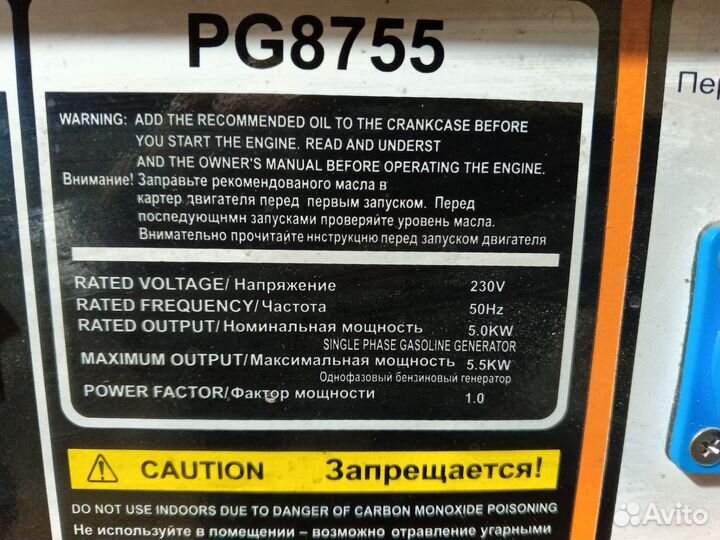 PG8755
Пер
WARNING: ADD THE RECOMMENDED OIL TO THE CRANKCASE BEFORE
YOU START THE ENGINE. READ AND UNDERST
AND THE OWNER'S MANUAL BEFORE OPERATING THE ENGINE.
Внимание! Заправьте рекомендованого масла в
картер двигателя перед первым запуском. Перед
последующмн запусками проверяйте уровень масла.
Внимательно прочитайте ннструкцню перед запуском двигателя
RATED VOLTAGE/Напряжение 230V
RATED FREQUENCY/Частота 50Hz
RATED OUTPUT/Номинальная мощность 5.0KW
SINGLE PHASE GASOLINE GENERATOR
MAXIMUM OUTPUT/Максимальная мощность 5.5KW
Однофазовый бензиновый генератор
POWER FACTOR/Фактор мощности 1.0
CAUTION Запрещается!
DO NOT USE INDOORS DUE TO DANGER OF CARBON MONOXIDE POISONING
Не используйте в помещении – возможно отравление угарными
Avito